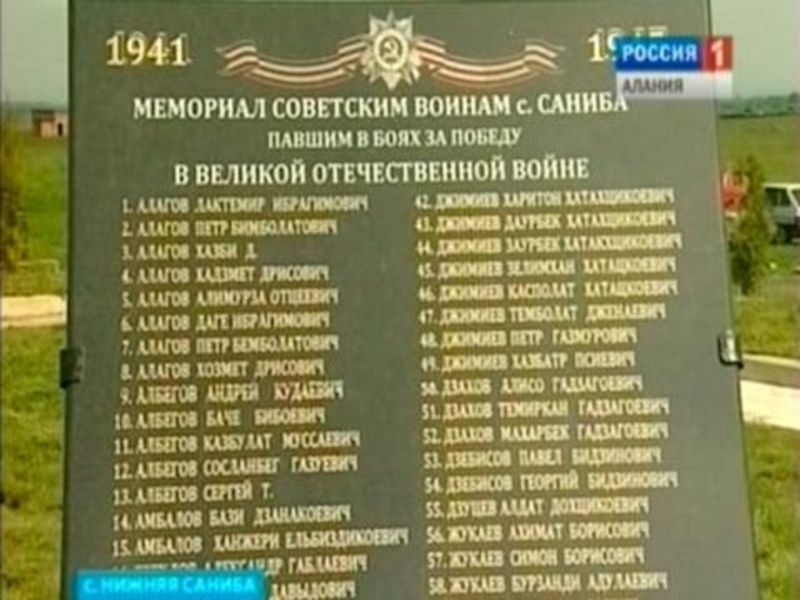 1941
РОССИЯ 1
АЛАНИЯ
МЕМОРИАЛ СОВЕТСКИМ ВОИНАМ с. САНИБА
ПАВШИМ В БОЯХ ЗА ПОБЕДУ
В ВЕЛИКОЙ ОТЕЧЕСТВЕННОЙ ВОЙНЕ
1. АЛАГОВ ЛАКТЕМИР ИБРАГИМОВИЧ
2. АЛАГОВ ПЕТР БИМБОЛАТОВИЧ
3. АЛАГОВ ХАЗБИ Д.
4. АЛАГОВ ХАДЗМЕТ ДРИСОВИЧ
5. АЛАГОВ АЛИМУРЗА ОТЦЕЕВИЧ
6. АЛАГОВ ДАГЕ ИБРАГИМОВИЧ
7. АЛАГОВ ПЕТР БЕМБОЛАТОВИЧ
8. АЛАГОВ ХОЗМЕТ ДРИСОВИЧ
9. АЛБЕГОВ АНДРЕЙ КУДАЕВИЧ
10. АЛБЕГОВ БАЧЕ БИБОЕВИЧ
11. АЛБЕГОВ КАЗБУЛАТ МУССАЕВИЧ
12. АЛБЕГОВ СОСЛАНБЕГ ГАЗУЕВИЧ
13. АЛБЕГОВ СЕРГЕЙ Т.
14. АМБАЛОВ БАЗИ ДЗАНАКОЕВИЧ
15. АМБАЛОВ ХАНЖЕРИ ЕЛЬБИЗДИКОЕВИЧ
АЛЕКСАНДР ГАБЛАЕВИЧ
ДАВЫДОВИЧ
42. ДЖИМИЕВ ХАРИТОН ХАТАХЦИКОЕВИЧ
43. ДЖИМИЕВ ДАУРБЕК ХАТАХЦИКОЕВИЧ
44. ДЖИМИЕВ ЗАУРБЕК ХАТАКХЦИКОЕВИЧ
45. ДЖИМИЕВ ЗЕЛИМХАН ХАТАЦКОЕВИЧ
46. ДЖИМИЕВ КАСПОЛАТ ХАТАЦКОЕВИЧ
47. ДЖИМИЕВ ТЕМБОЛАТ ДЖЕНАЕВИЧ
48. ДЖИМИЕВ ПЕТР ГАЗМУРОВИЧ
49. ДЖИМИЕВ ХАЗБАТР ПСИЕВИЧ
50. ДЗАХОВ АЛИСО ГАДЗАГОЕВИЧ
51. ДЗАХОВ ТЕМИРКАН ГАДЗАГОЕВИЧ
52. ДЗАХОВ МАХАРБЕК ГАДЗАГОЕВИЧ
53. ДЗЕБИСОВ ПАВЕЛ БИДЗИНОВИЧ
54. ДЗЕБИСОВ ГЕОРГИЙ БИДЗИНОВИЧ
55. ДЗУЦЕВ АЛДАТ ДОХЦИКОЕВИЧ
56. ЖУКАЕВ АХИМАТ БОРИСОВИЧ
57. ЖУКАЕВ СИМОН БОРИСОВИЧ
58. ЖУКАЕВ БУРЗАНДИ АДУЛАЕВИЧ
с. НИЖНЯЯ САНИБА